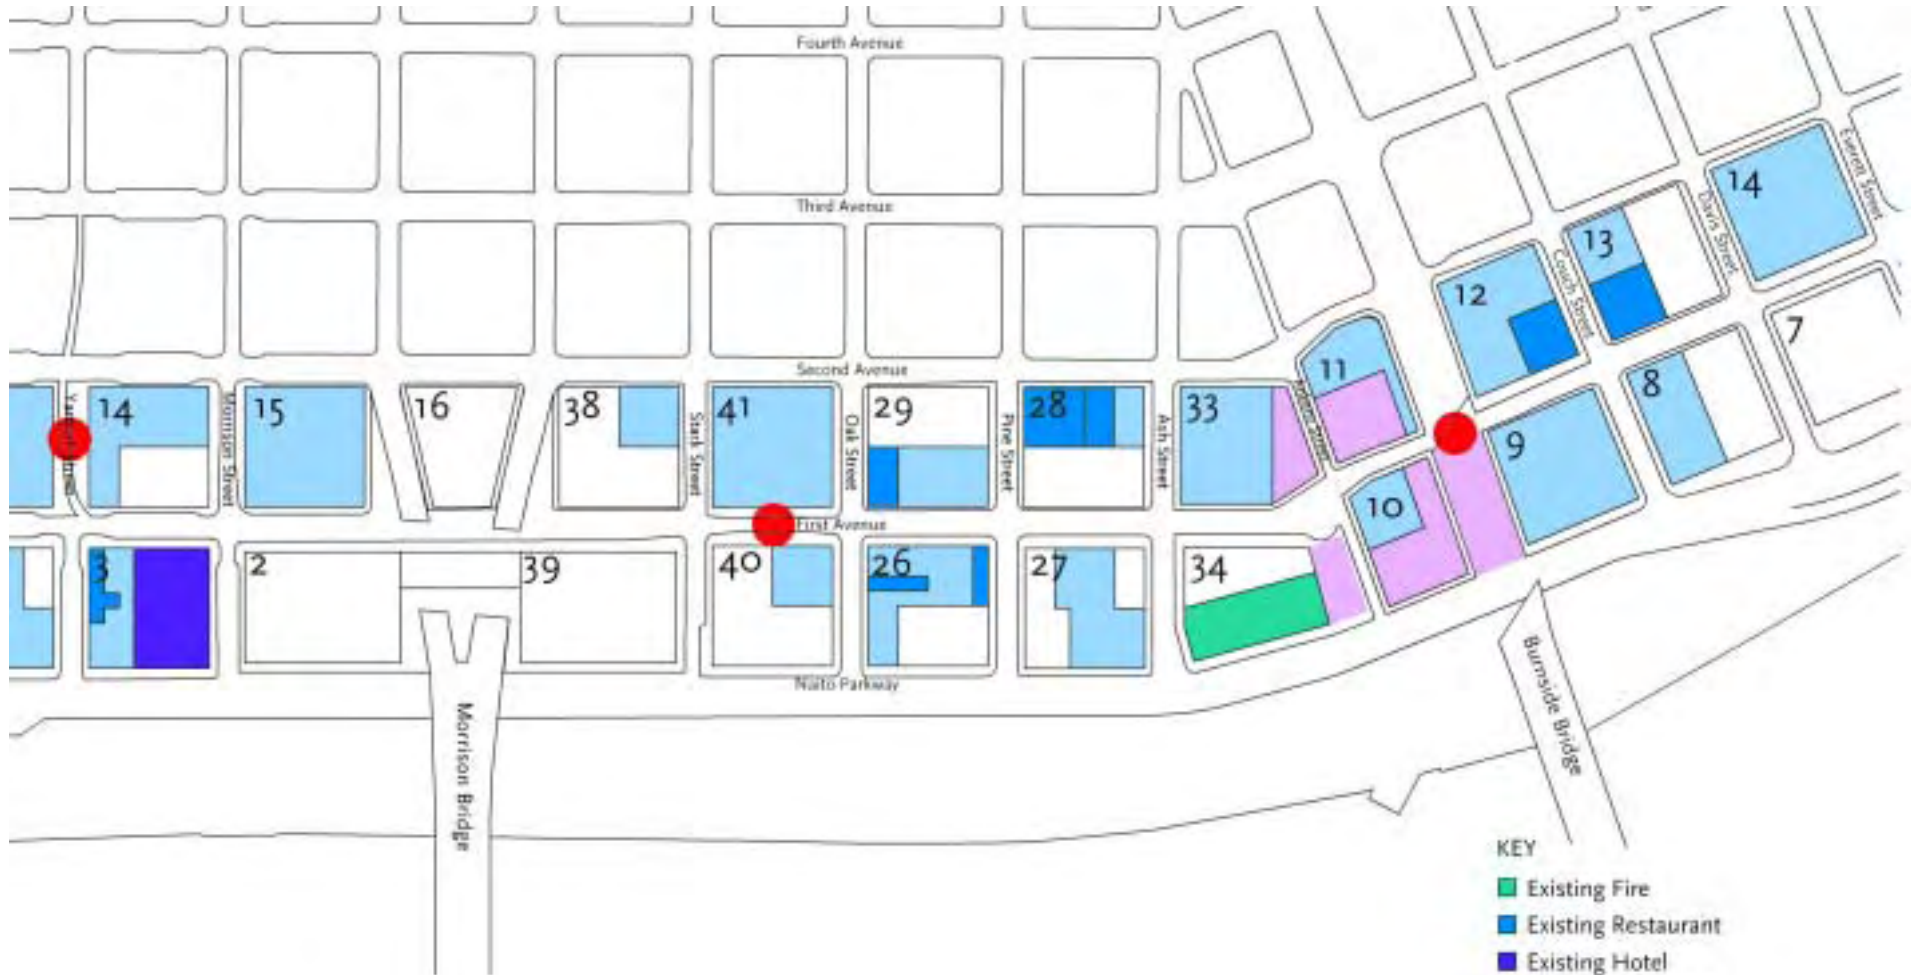 Fourth Avenue
Third Avenue
Everett Street
14
Davis Street
13
Couch Street
12
7
11
8
Second Avenue
14
Morrison Street
15
16
38
Stark Street
41
Oak Street
29
Pine Street
28
Ash Street
33
9
10
First Avenue
3
2
39
40
26
27
34
Naito Parkway
Morrison Bridge
Burnside Bridge
KEY
Existing Fire
Existing Restaurant
Existing Hotel